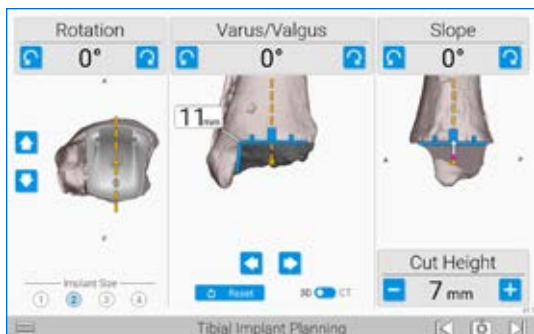 Rotation
0°
Varus/Valgus
0°
Slope
0°
11mm
A
P
A
P
Implant Size
1 2 3 4
Reset
3D CT
Cut Height
7 mm
Tibial Implant Planning